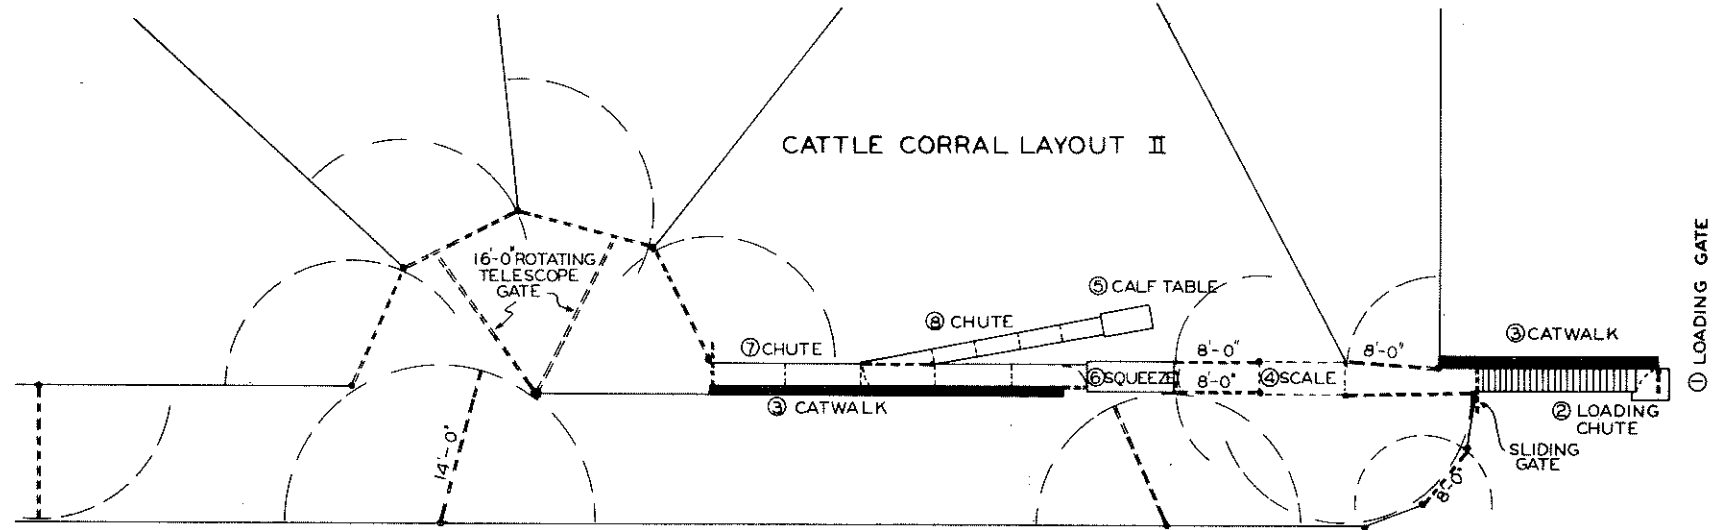 CATTLE CORRAL LAYOUT II
16'-0" ROTATING
TELESCOPE
GATE
14'-0"
⑦ CHUTE
③ CATWALK
⑧ CHUTE
⑤ CALF TABLE
⑥ SQUEEZE
8'-0"
8'-0"
④ SCALE
8'-0"
③ CATWALK
② LOADING
CHUTE
SLIDING
GATE
8'-0"
① LOADING GATE